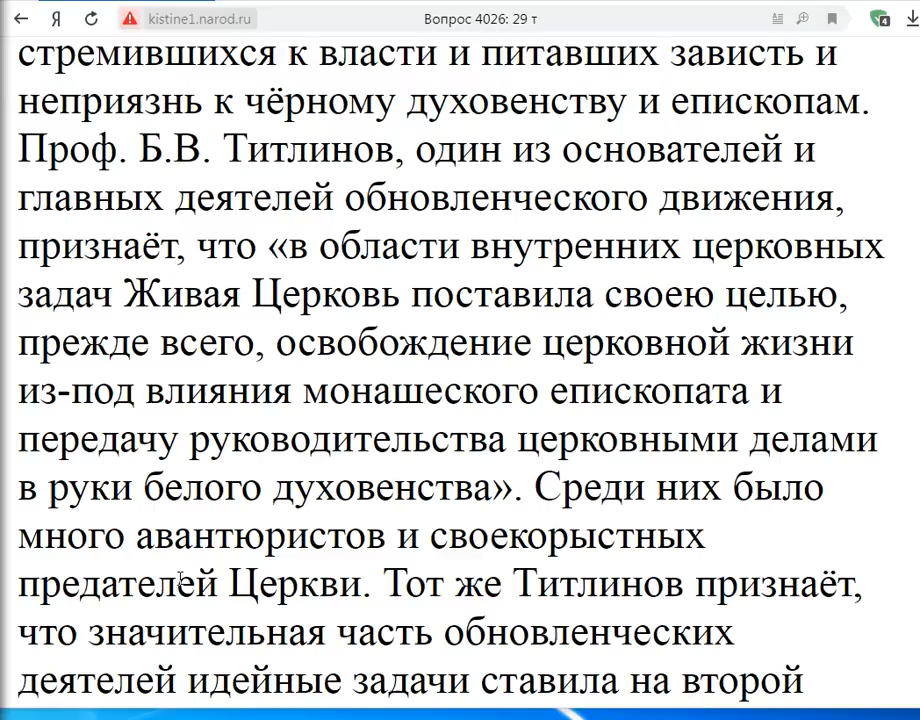 Я kistine1.narod.ru Вопрос 4026: 29 т 4
стремившихся к власти и питавших зависть и
неприязнь к чёрному духовенству и епископам.
Проф. Б.В. Титлинов, один из основателей и
главных деятелей обновленческого движения,
признаёт, что «в области внутренних церковных
задач Живая Церковь поставила своею целью,
прежде всего, освобождение церковной жизни
из-под влияния монашеского епископата и
передачу руководительства церковными делами
в руки белого духовенства». Среди них было
много авантюристов и своекорыстных
предателей Церкви. Тот же Титлинов признаёт,
что значительная часть обновленческих
деятелей идейные задачи ставила на второй